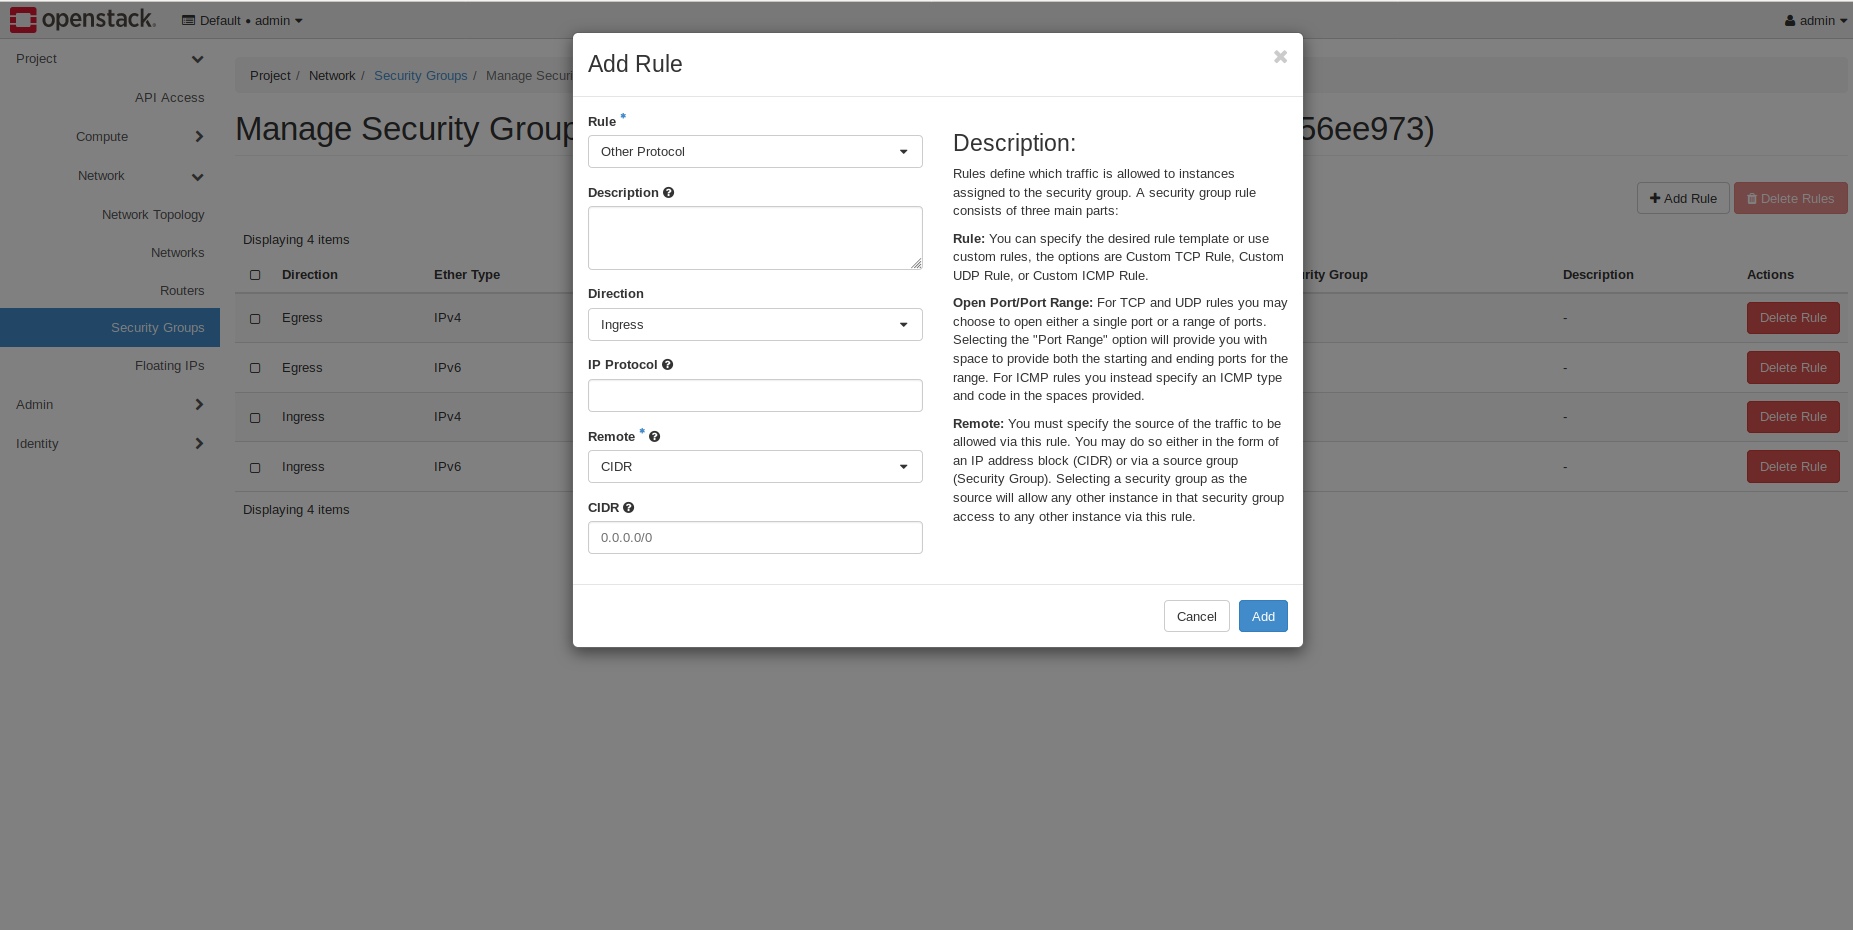 openstack.
Default • admin
admin
Project
API Access
Compute
Network
Network Topology
Networks
Routers
Security Groups
Floating IPs
Admin
Identity
Project / Network / Security Groups / Manage Securi
Manage Security Group
56ee973)
Add Rule
Delete Rules
Displaying 4 items
Direction Ether Type rity Group Description Actions
Egress IPv4 - Delete Rule
Egress IPv6 - Delete Rule
Ingress IPv4 - Delete Rule
Ingress IPv6 - Delete Rule
Displaying 4 items
Add Rule
Rule *
Other Protocol
Description
Direction
Ingress
IP Protocol
Remote *
CIDR
CIDR
0.0.0.0/0
Description:
Rules define which traffic is allowed to instances
assigned to the security group. A security group rule
consists of three main parts:
Rule: You can specify the desired rule template or use
custom rules, the options are Custom TCP Rule, Custom
UDP Rule, or Custom ICMP Rule.
Open Port/Port Range: For TCP and UDP rules you may
choose to open either a single port or a range of ports.
Selecting the "Port Range" option will provide you with
space to provide both the starting and ending ports for the
range. For ICMP rules you instead specify an ICMP type
and code in the spaces provided.
Remote: You must specify the source of the traffic to be
allowed via this rule. You may do so either in the form of
an IP address block (CIDR) or via a source group
(Security Group). Selecting a security group as the
source will allow any other instance in that security group
access to any other instance via this rule.
Cancel
Add